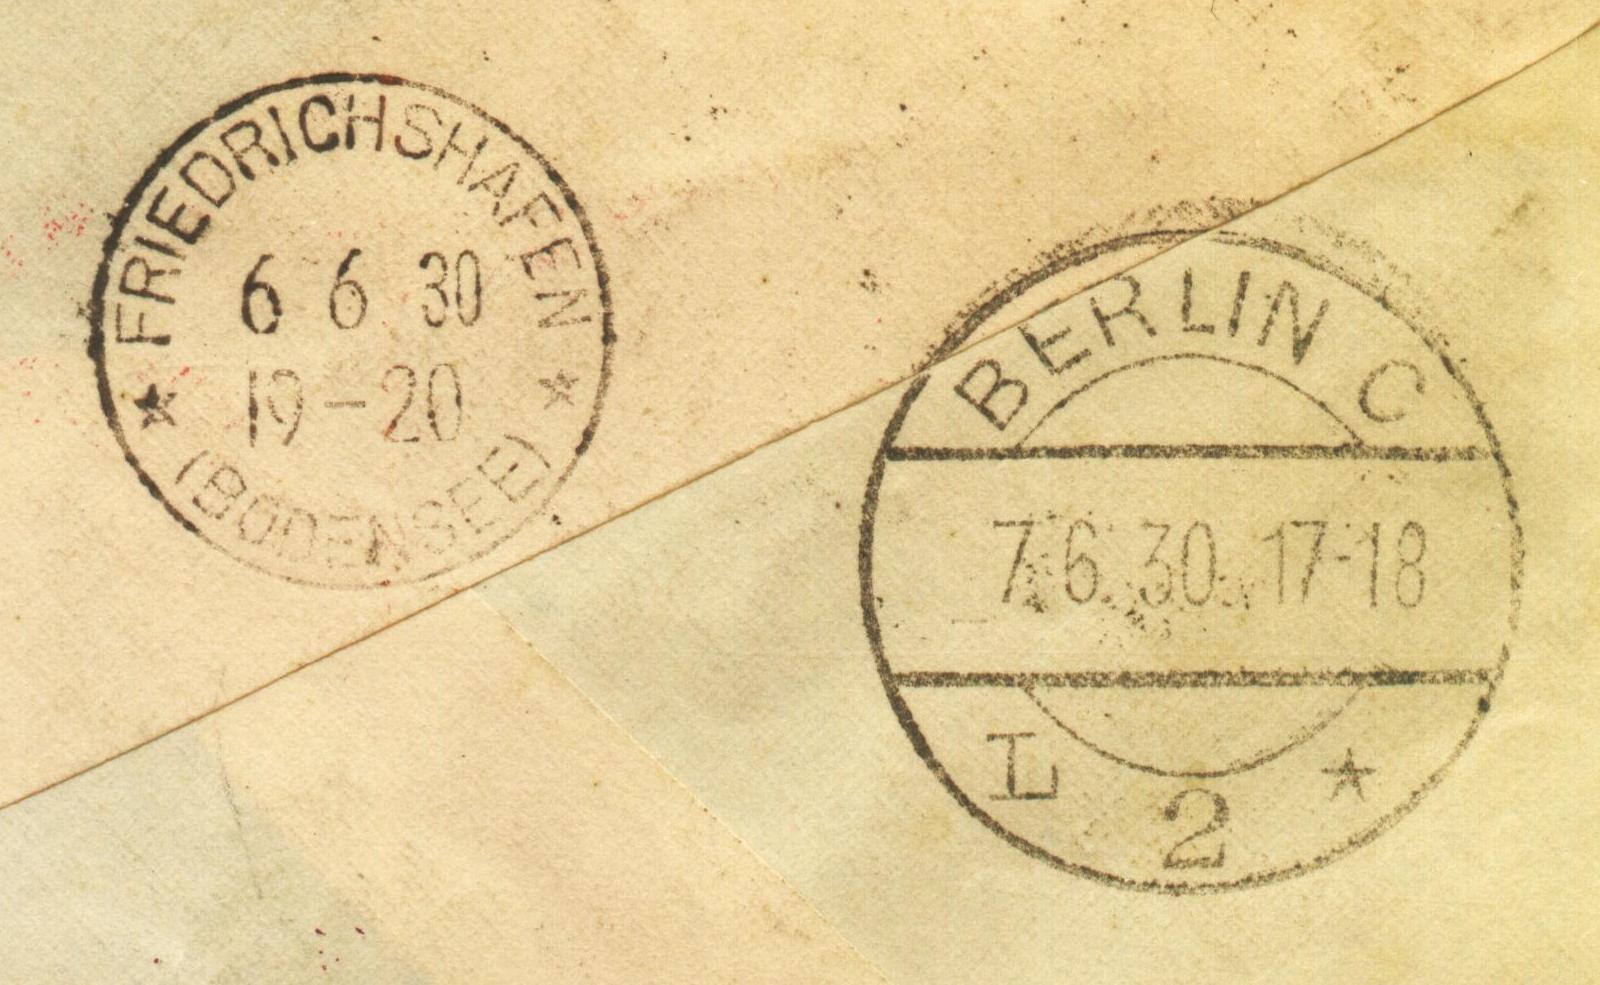 FRIEDRICHSHAFEN
6 6 30
19-20
(BODENSEE)
BERLIN C
7.6.30.17-18
L 2